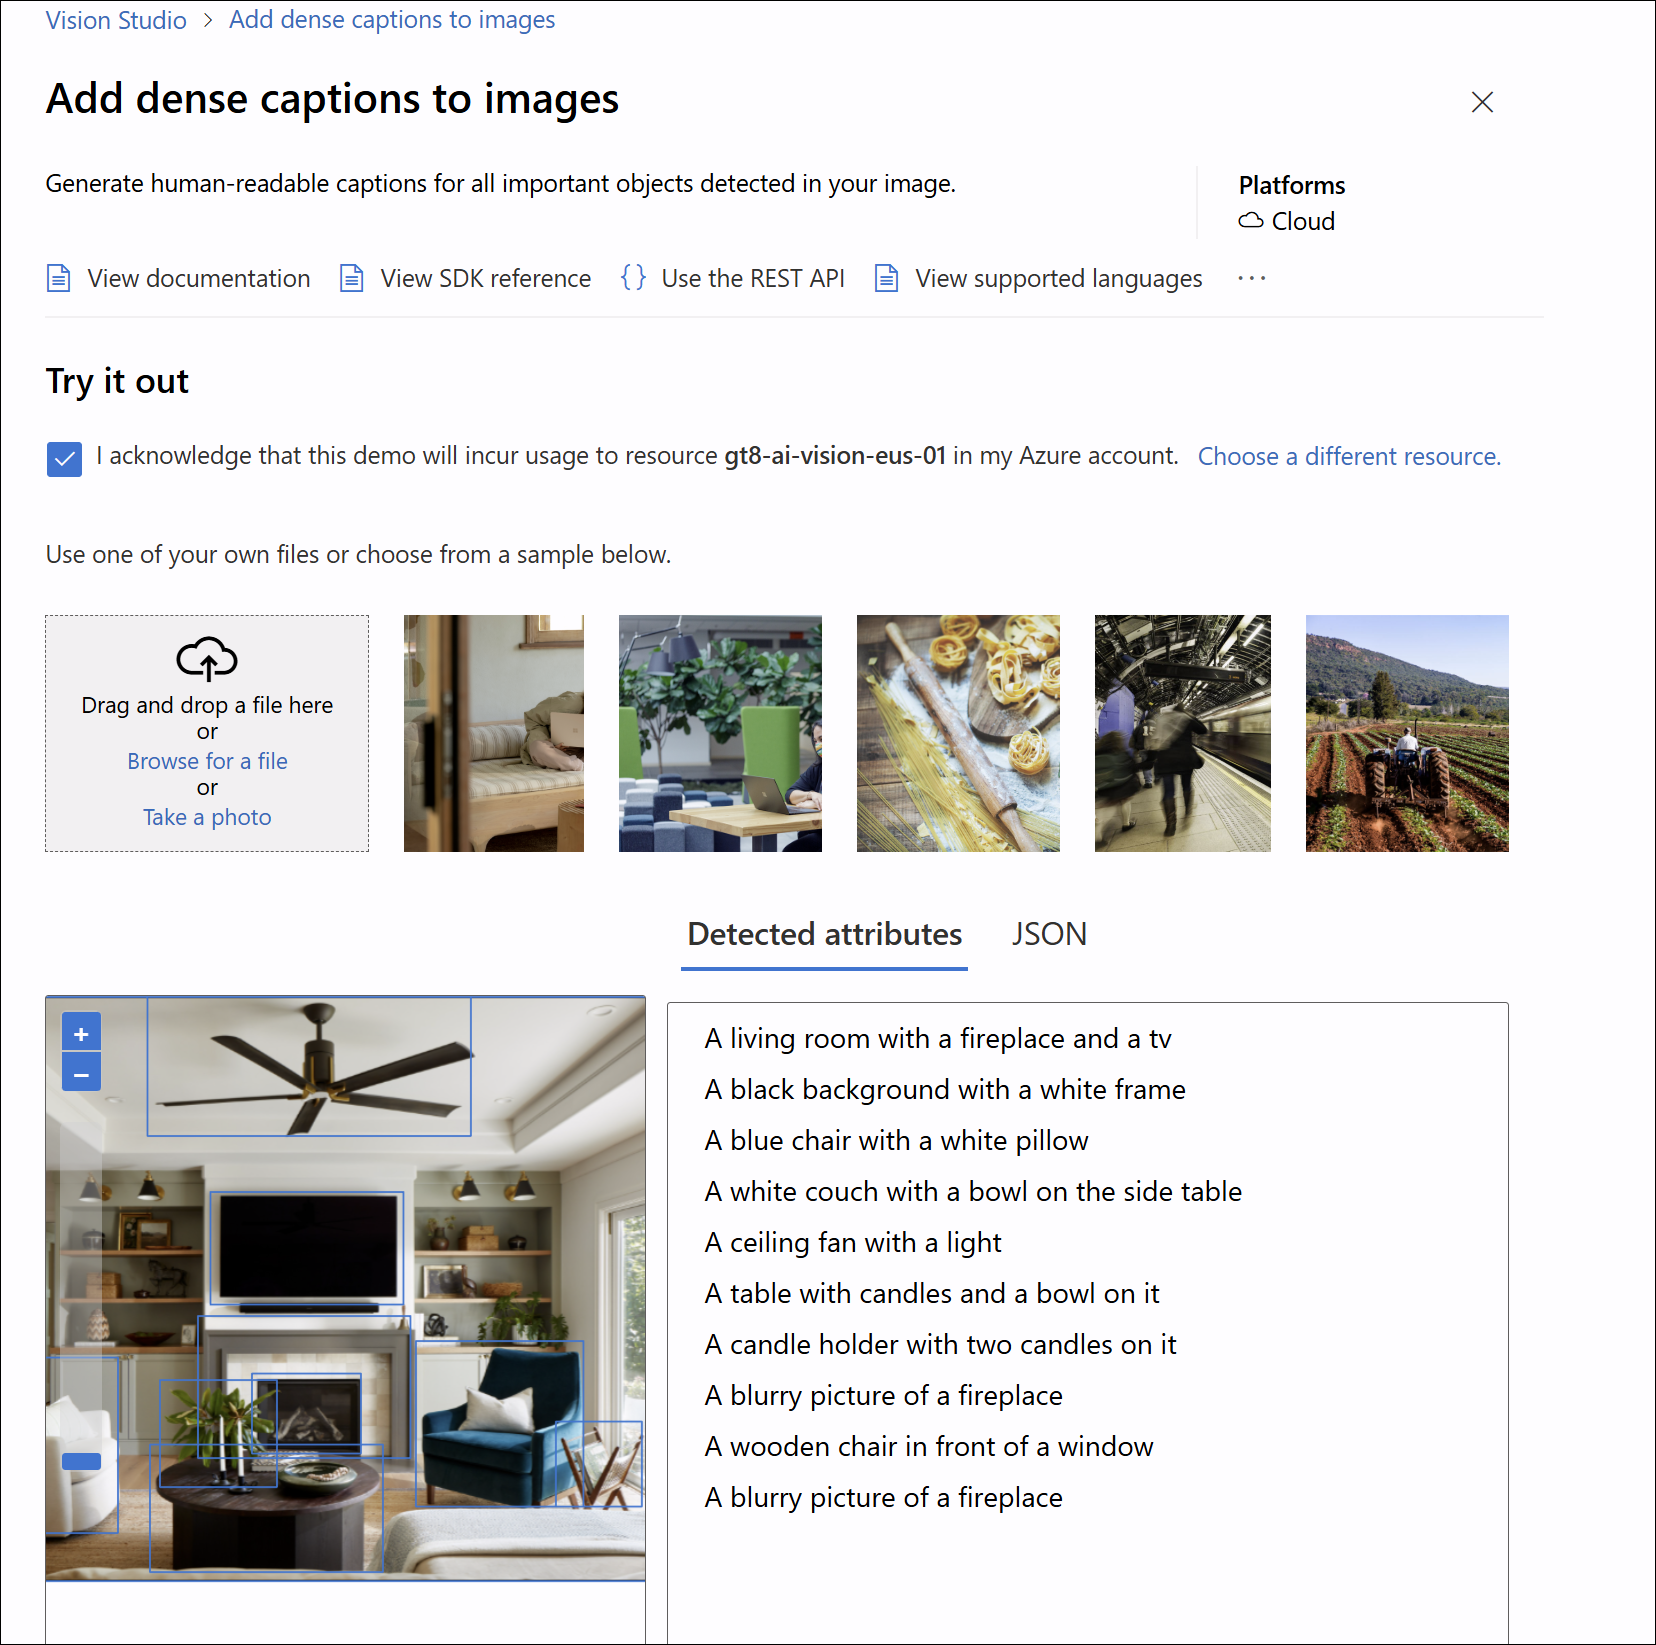 Vision Studio > Add dense captions to images
Add dense captions to images
Generate human-readable captions for all important objects detected in your image.
Platforms
Cloud
View documentation View SDK reference {} Use the REST API View supported languages ...
Try it out
I acknowledge that this demo will incur usage to resource gt8-ai-vision-eus-01 in my Azure account. Choose a different resource.
Use one of your own files or choose from a sample below.
Drag and drop a file here
or
Browse for a file
or
Take a photo
Detected attributes JSON
+
−
A living room with a fireplace and a tv
A black background with a white frame
A blue chair with a white pillow
A white couch with a bowl on the side table
A ceiling fan with a light
A table with candles and a bowl on it
A candle holder with two candles on it
A blurry picture of a fireplace
A wooden chair in front of a window
A blurry picture of a fireplace